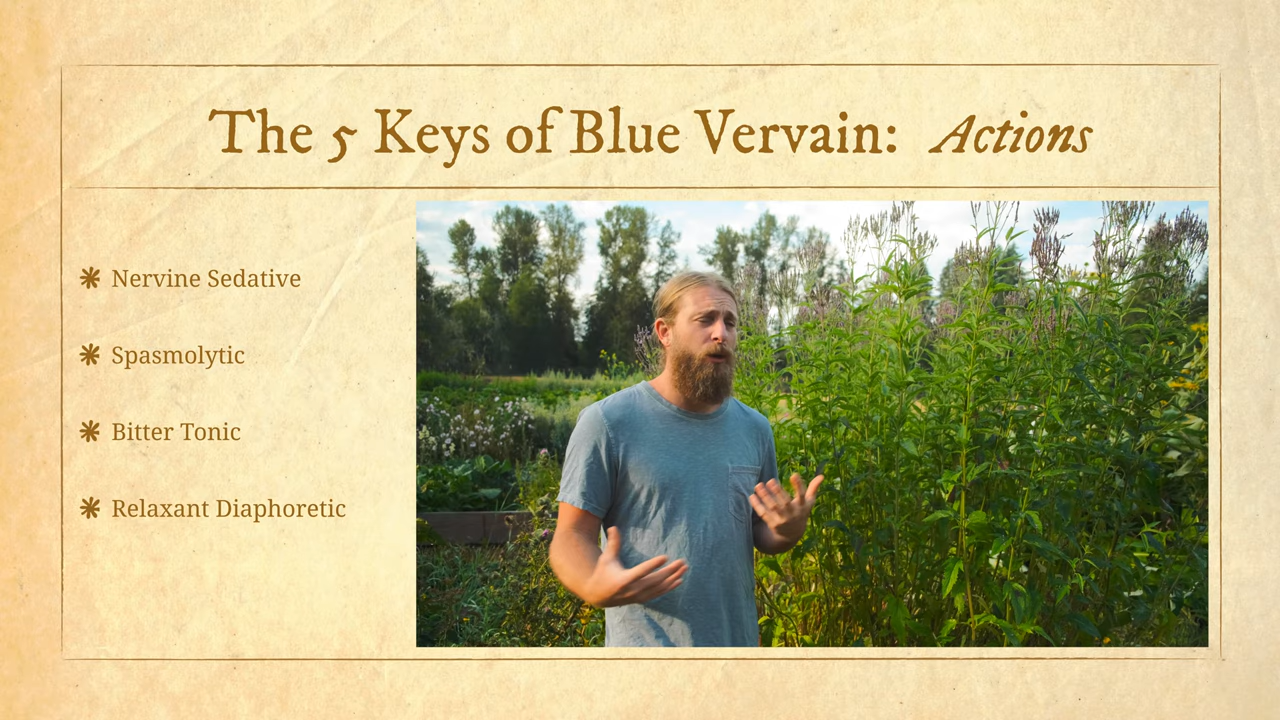 The 5 Keys of Blue Vervain: Actions
Nervine Sedative
Spasmolytic
Bitter Tonic
Relaxant Diaphoretic